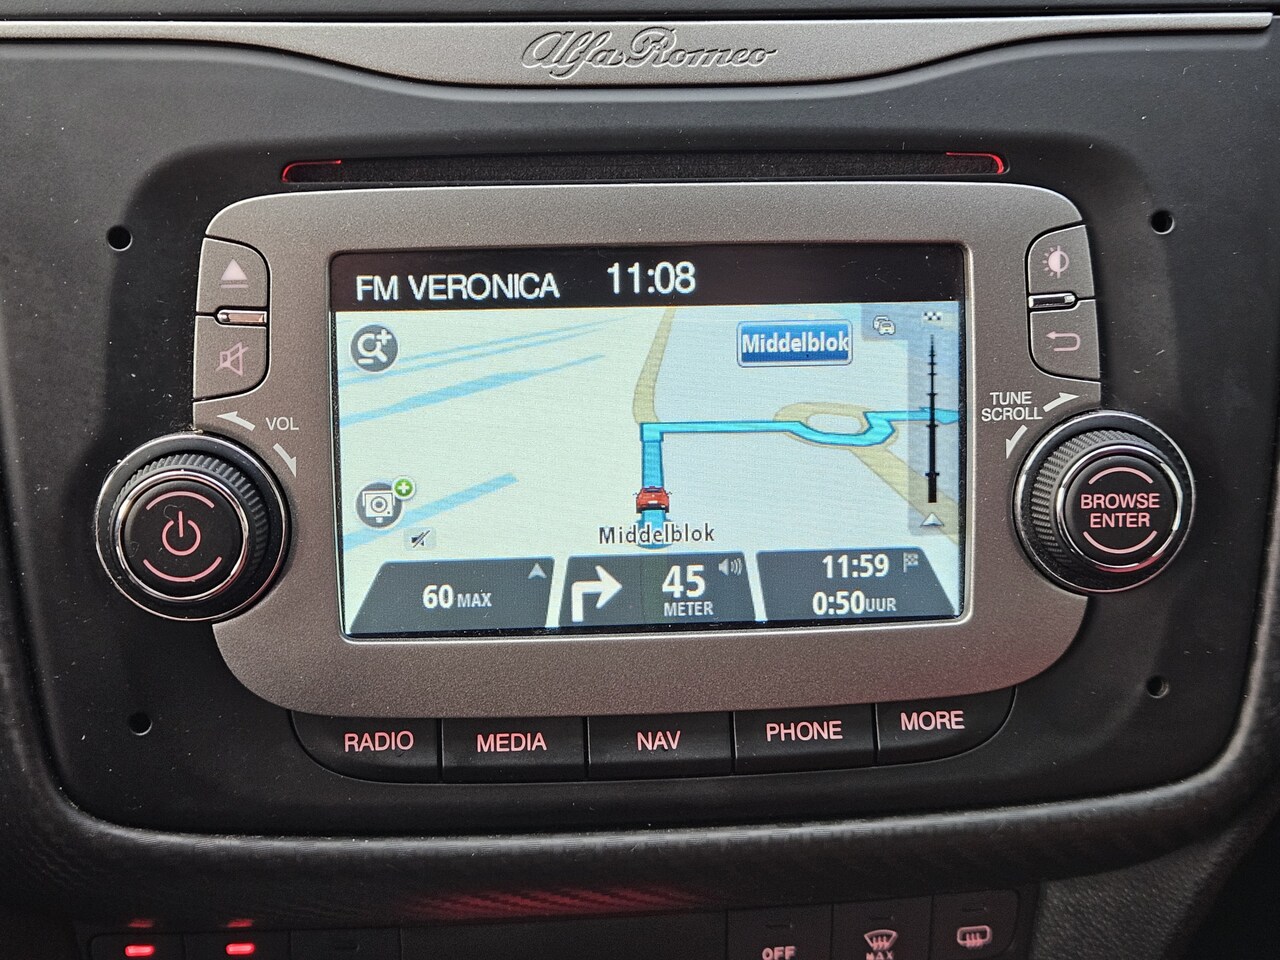 Alfa Romeo
FM VERONICA 11:08
Middelblok
VOL
TUNE
SCROLL
BROWSE
ENTER
Middelblok
60 MAX
45
METER
11:59
0:50UUR
RADIO
MEDIA
NAV
PHONE
MORE
OFF
MAX